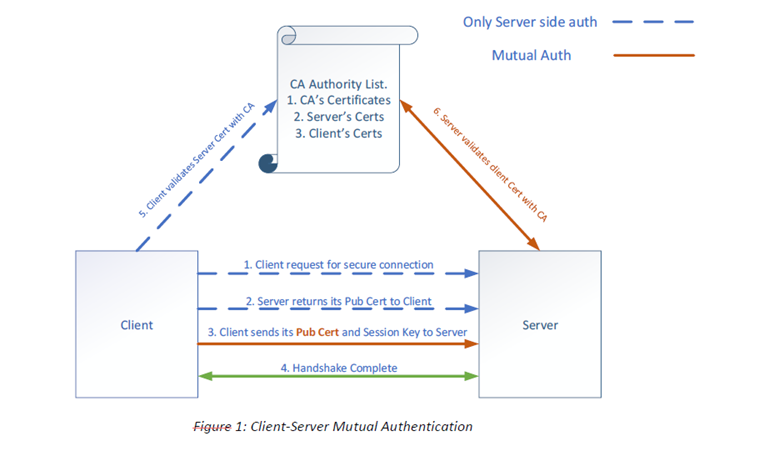 Only Server side auth
Mutual Auth
CA Authority List.
1. CA's Certificates
2. Server's Certs
3. Client's Certs
5. Client validates Server Cert with CA
6. Server validates client Cert with CA
Client
1. Client request for secure connection
2. Server returns its Pub Cert to Client
3. Client sends its Pub Cert and Session Key to Server
4. Handshake Complete
Server
Figure 1: Client-Server Mutual Authentication